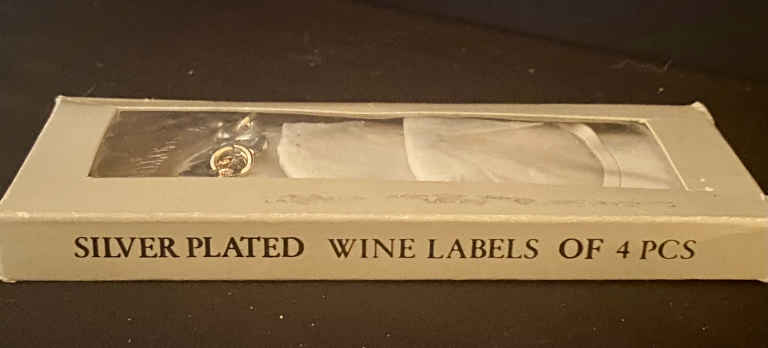 SILVER PLATED WINE LABELS OF 4 PCS